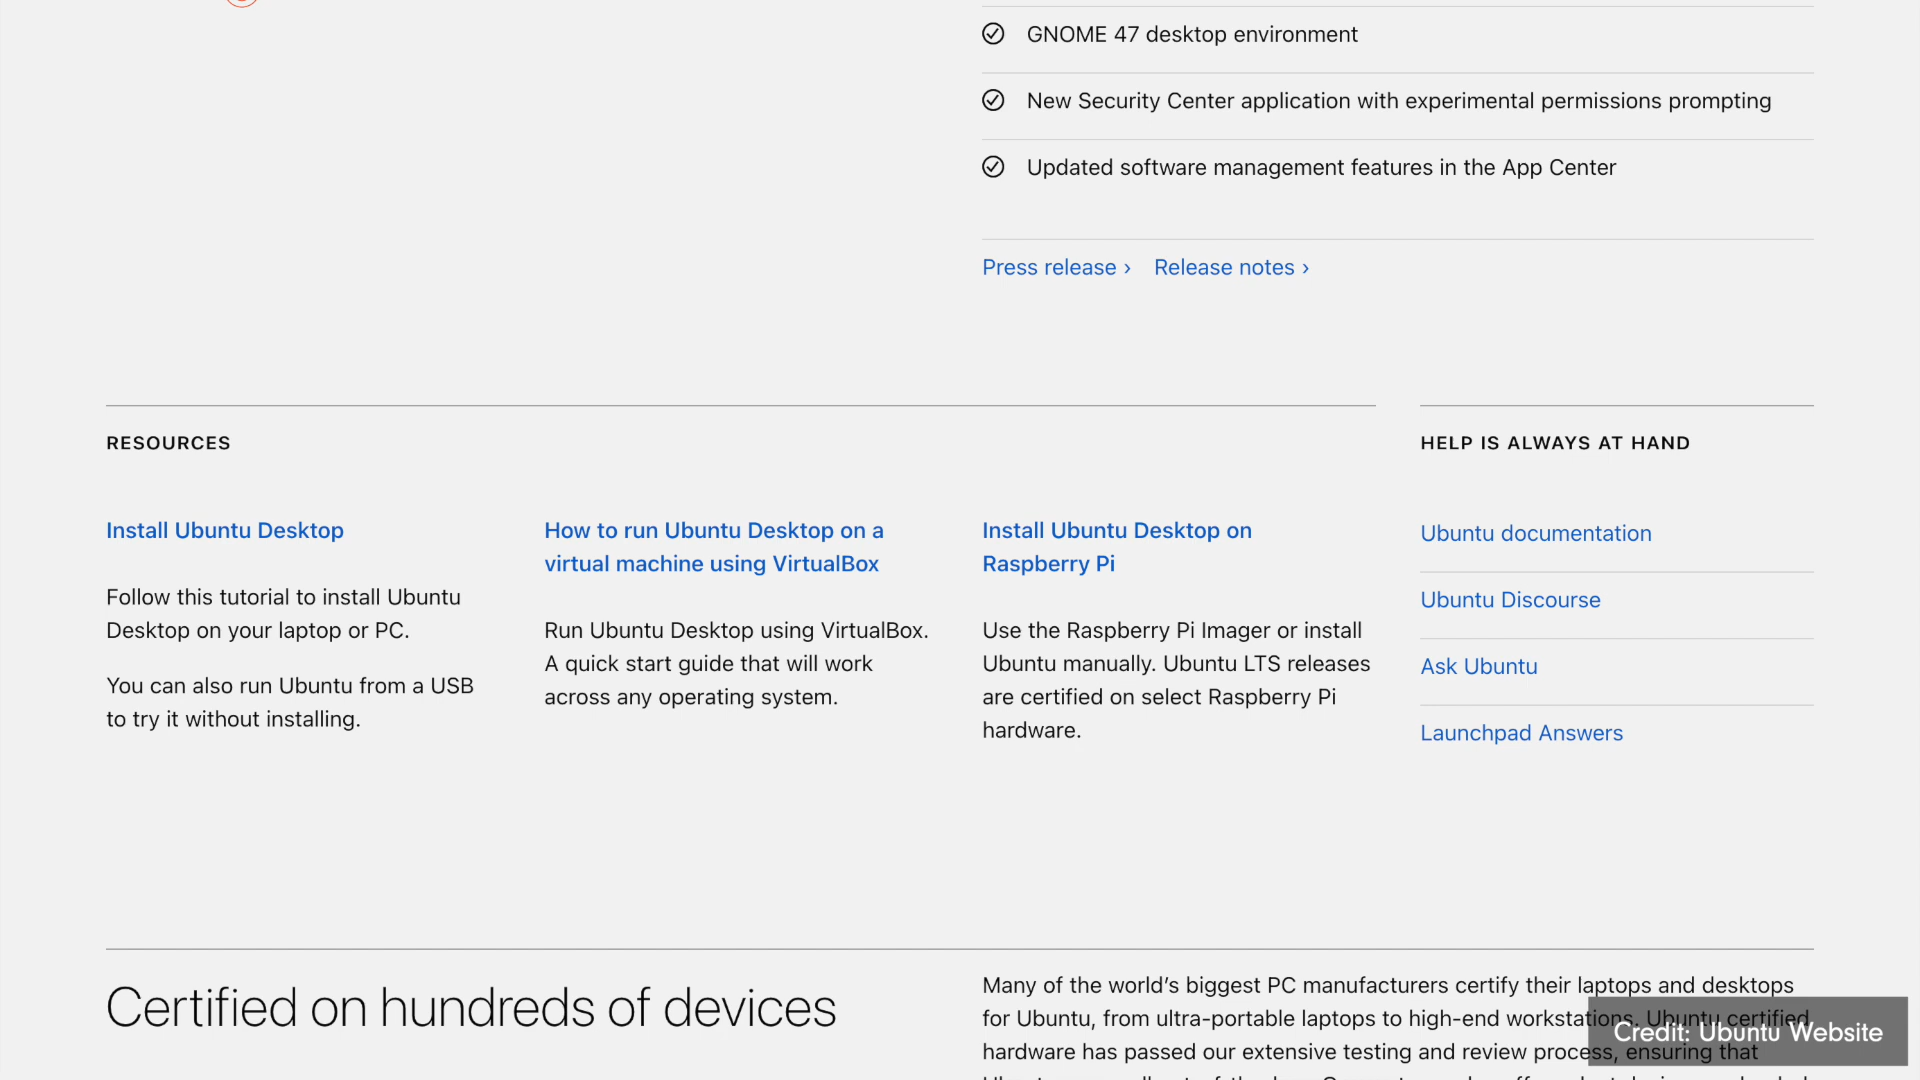 GNOME 47 desktop environment
New Security Center application with experimental permissions prompting
Updated software management features in the App Center
Press release › Release notes ›
RESOURCES
Install Ubuntu Desktop
Follow this tutorial to install Ubuntu
Desktop on your laptop or PC.
You can also run Ubuntu from a USB
to try it without installing.
How to run Ubuntu Desktop on a
virtual machine using VirtualBox
Run Ubuntu Desktop using VirtualBox.
A quick start guide that will work
across any operating system.
Install Ubuntu Desktop on
Raspberry Pi
Use the Raspberry Pi Imager or install
Ubuntu manually. Ubuntu LTS releases
are certified on select Raspberry Pi
hardware.
HELP IS ALWAYS AT HAND
Ubuntu documentation
Ubuntu Discourse
Ask Ubuntu
Launchpad Answers
Certified on hundreds of devices
Many of the world’s biggest PC manufacturers certify their laptops and desktops
for Ubuntu, from ultra-portable laptops to high-end workstations. Ubuntu certified
hardware has passed our extensive testing and review process, ensuring that
Credit: Ubuntu Website